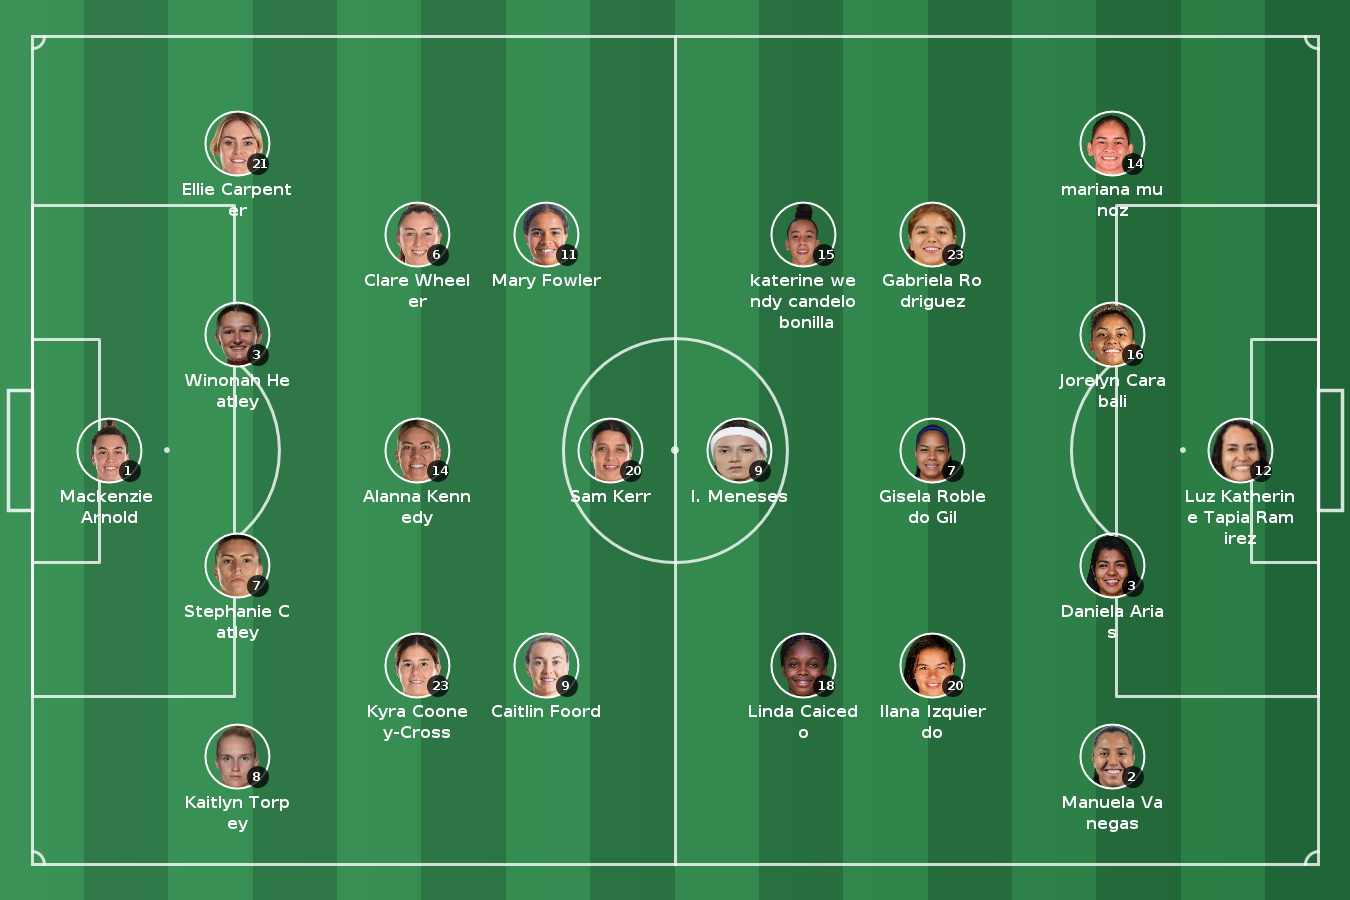 21
Ellie Carpent
er
14
mariana mu
noz
6
Clare Wheel
er
11
Mary Fowler
15
katerine we
ndy candelo
bonilla
23
Gabriela Ro
driguez
3
Winonah He
atley
16
Jorelyn Cara
bali
1
Mackenzie
Arnold
14
Alanna Kenn
edy
20
Sam Kerr
9
I. Meneses
7
Gisela Roble
do Gil
12
Luz Katherin
e Tapia Ram
irez
7
Stephanie C
atley
3
Daniela Aria
s
23
Kyra Coone
y-Cross
9
Caitlin Foord
18
Linda Caiced
o
20
Ilana Izquier
do
8
Kaitlyn Torp
ey
2
Manuela Va
negas